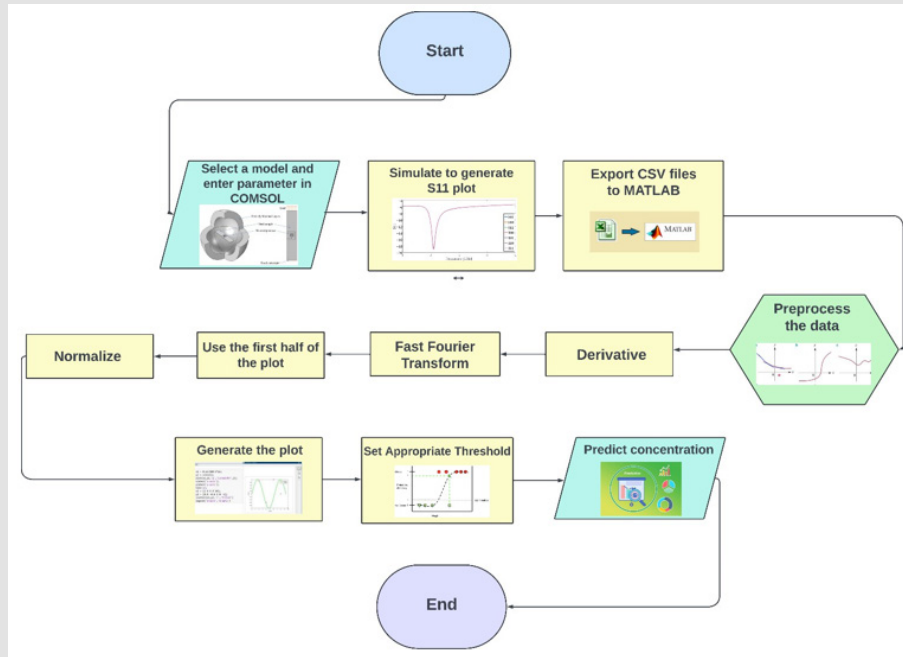 Start
Select a model and
enter parameter in
COMSOL
Simulate to generate
S11 plot
Export CSV files
to MATLAB
MATLAB
Preprocess
the data
Derivative
Fast Fourier
Transform
Use the first half of
the plot
Normalize
Generate the plot
Set Appropriate Threshold
Predict concentration
End